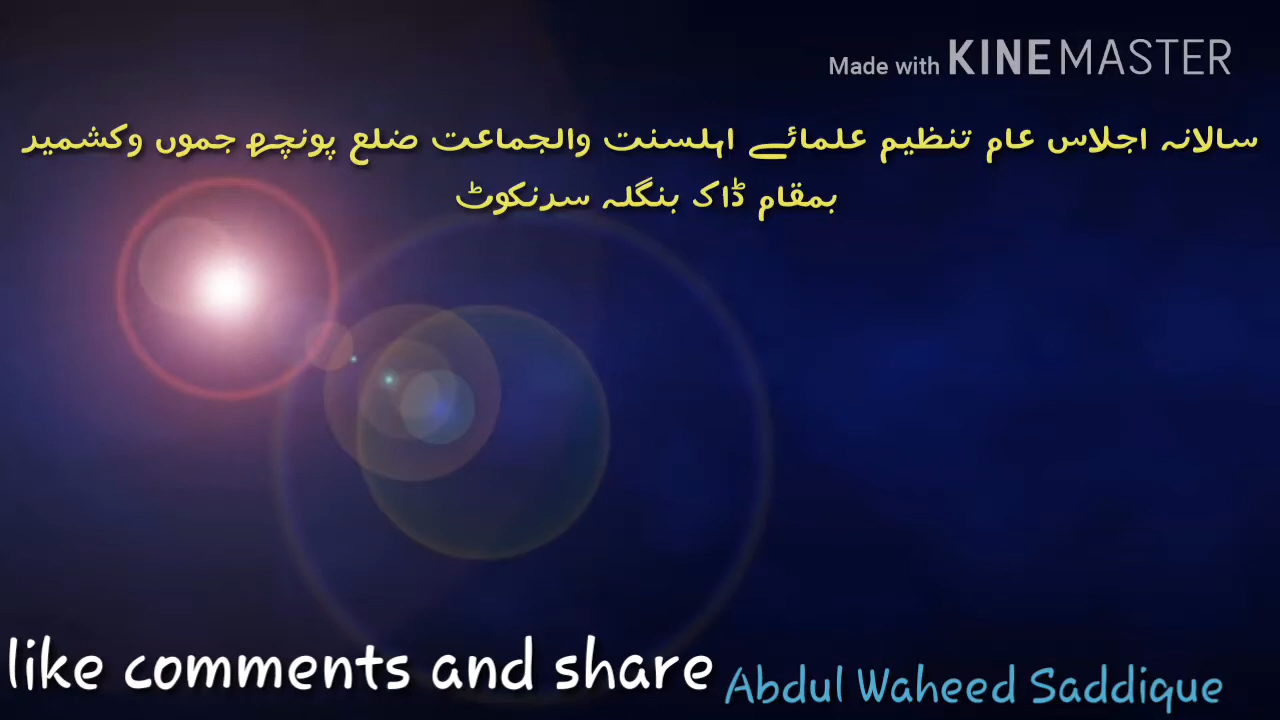 Made with KINEMASTER
سالانہ اجلاس عام تنظیم علمائے اہلسنت والجماعت ضلع پونچھ جموں وکشمیر
بمقام ڈاک بنگلہ سرنکوٹ
like comments and share
Abdul Waheed Saddique